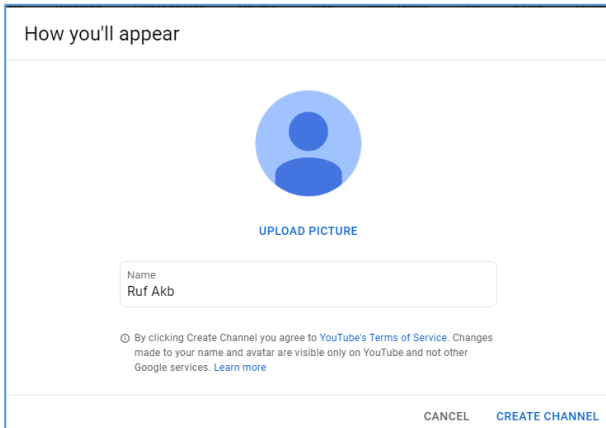 How you'll appear
UPLOAD PICTURE
Name
Ruf Akb
By clicking Create Channel you agree to YouTube's Terms of Service. Changes
made to your name and avatar are visible only on YouTube and not other
Google services. Learn more
CANCEL CREATE CHANNEL